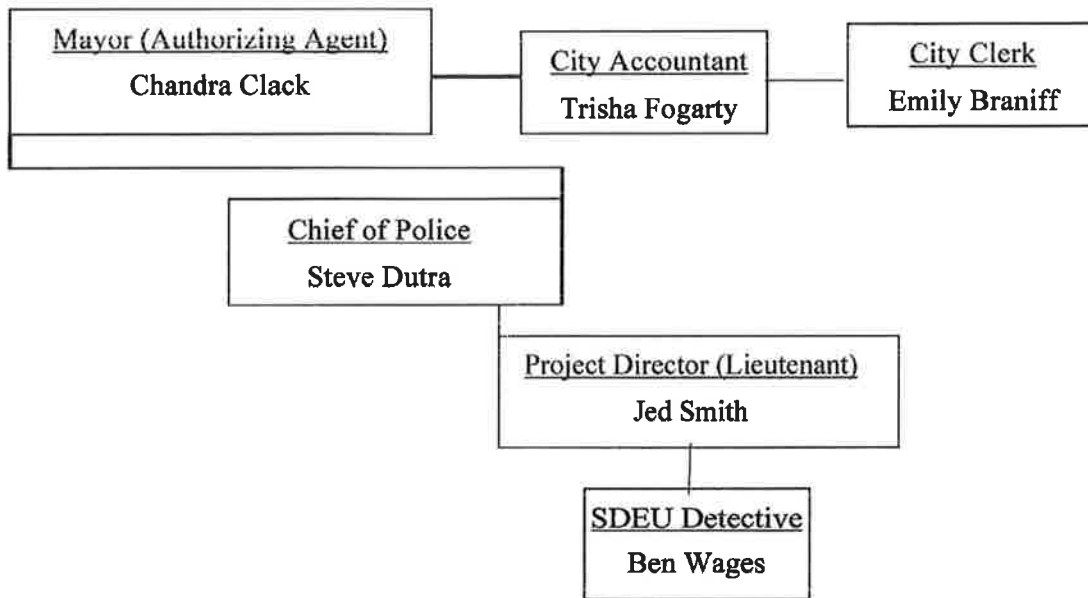 Mayor (Authorizing Agent)
Chandra Clack
City Accountant
Trisha Fogarty
City Clerk
Emily Braniff
Chief of Police
Steve Dutra
Project Director (Lieutenant)
Jed Smith
SDEU Detective
Ben Wages